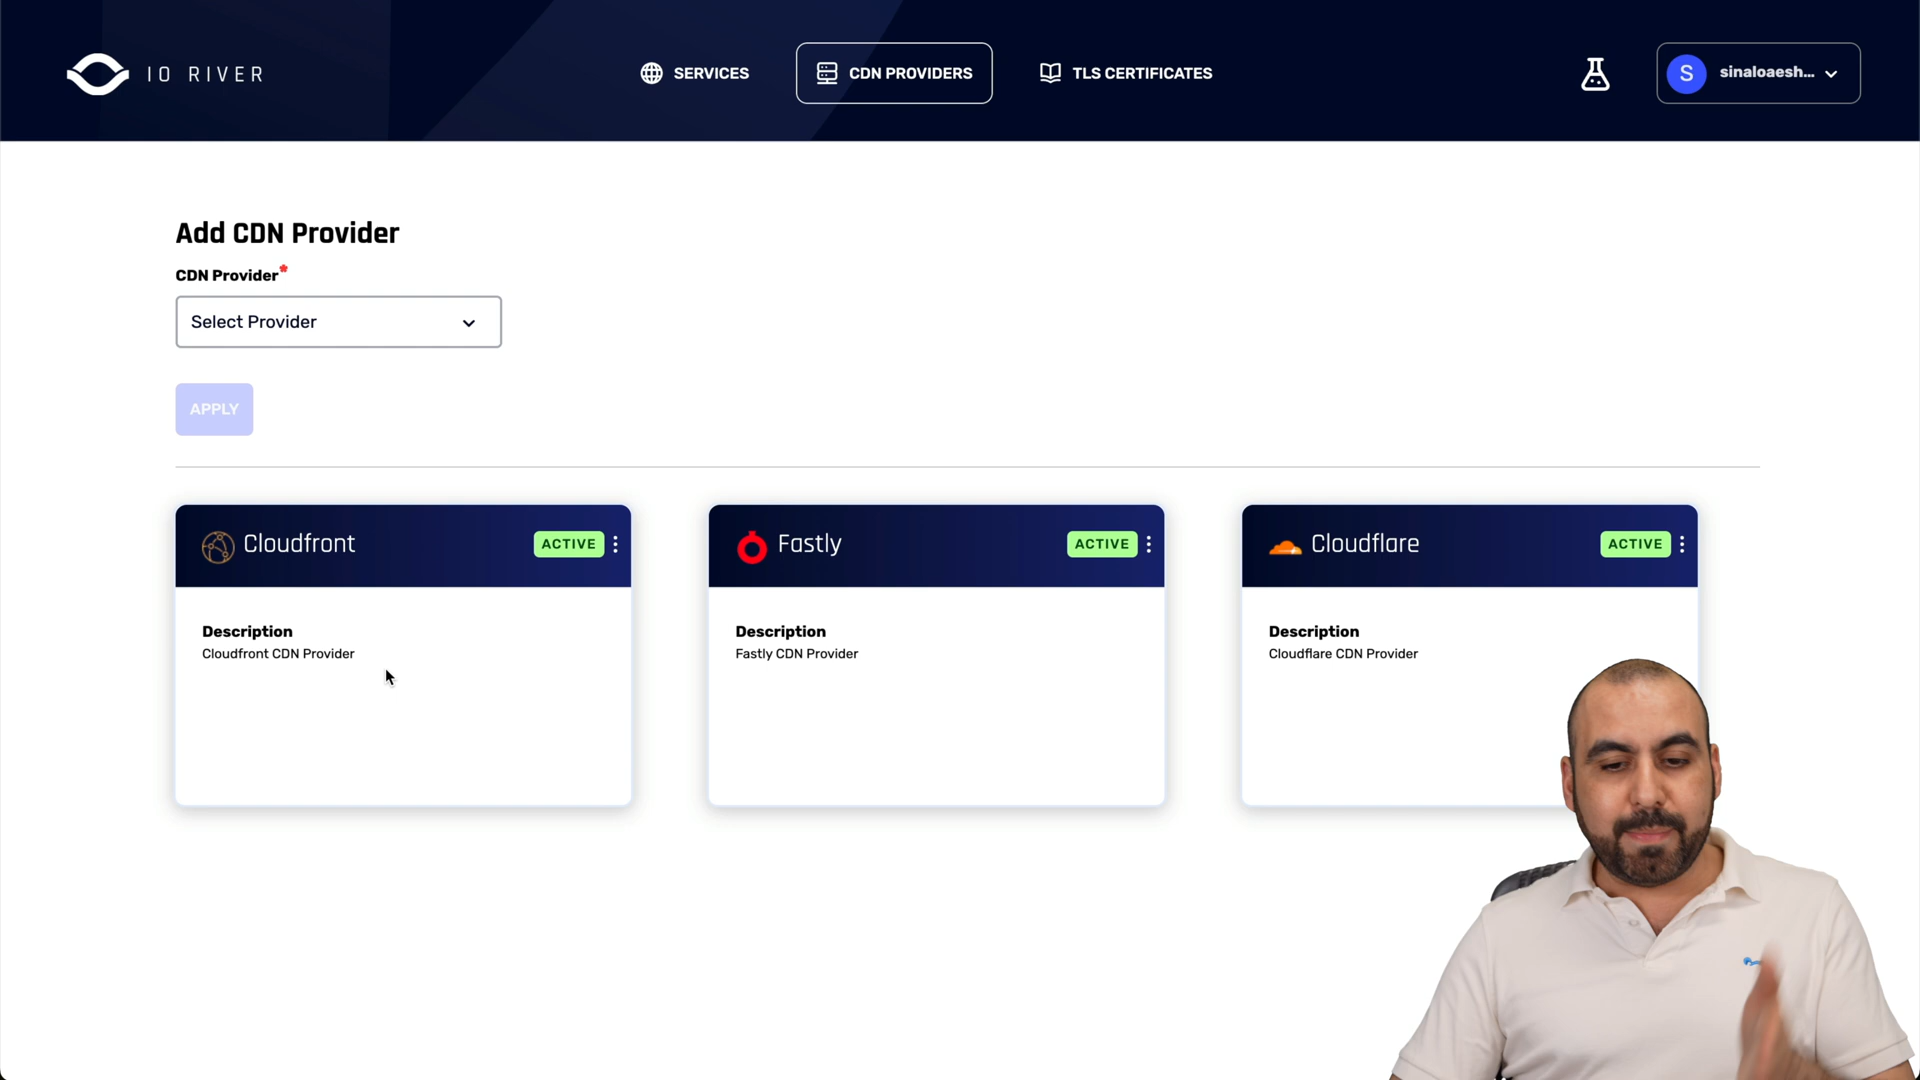 IO RIVER
SERVICES
CDN PROVIDERS
TLS CERTIFICATES
S
sinaloaesh...
Add CDN Provider
CDN Provider*
Select Provider
APPLY
Cloudfront
ACTIVE
Description
Cloudfront CDN Provider
Fastly
ACTIVE
Description
Fastly CDN Provider
Cloudflare
ACTIVE
Description
Cloudflare CDN Provider